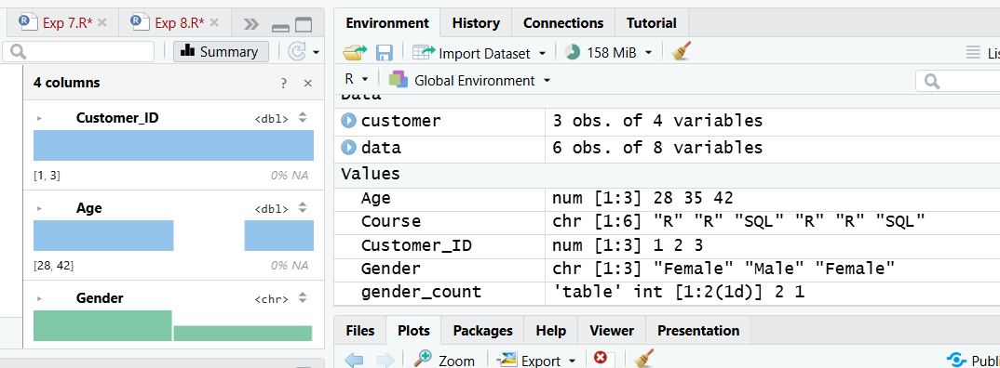 Exp 7.R* × Exp 8.R* ×
Summary
4 columns ? ×
Customer_ID <dbl>
[1, 3] 0% NA
Age <dbl>
[28, 42] 0% NA
Gender <chr>
Environment History Connections Tutorial
Import Dataset 158 MiB Lis
R Global Environment
Data
customer 3 obs. of 4 variables
data 6 obs. of 8 variables
Values
Age num [1:3] 28 35 42
Course chr [1:6] "R" "R" "SQL" "R" "R" "SQL"
Customer_ID num [1:3] 1 2 3
Gender chr [1:3] "Female" "Male" "Female"
gender_count 'table' int [1:2(1d)] 2 1
Files Plots Packages Help Viewer Presentation
Zoom Export Publi